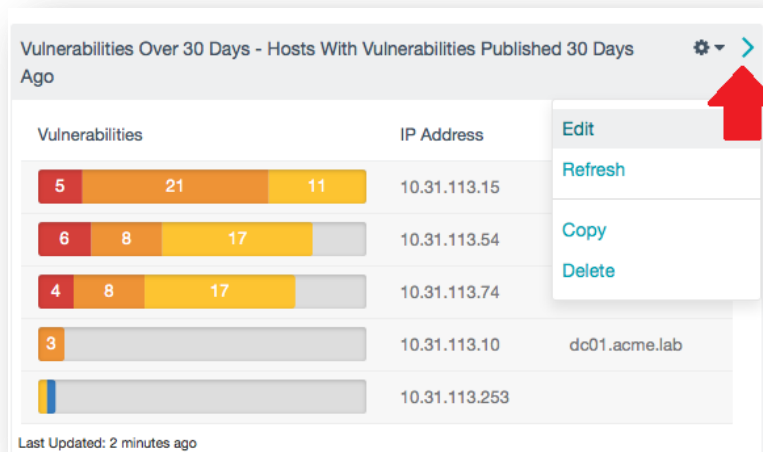 Vulnerabilities Over 30 Days - Hosts With Vulnerabilities Published 30 Days
Ago
Vulnerabilities IP Address
Edit
5 21 11 10.31.113.15
Refresh
6 8 17 10.31.113.54
Copy
Delete
4 8 17 10.31.113.74
3 10.31.113.10 dc01.acme.lab
10.31.113.253
Last Updated: 2 minutes ago